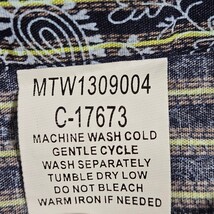 MTW1309004
C-17673
MACHINE WASH COLD
GENTLE CYCLE
WASH SEPARATELY
TUMBLE DRY LOW
DO NOT BLEACH
WARM IRON IF NEEDED